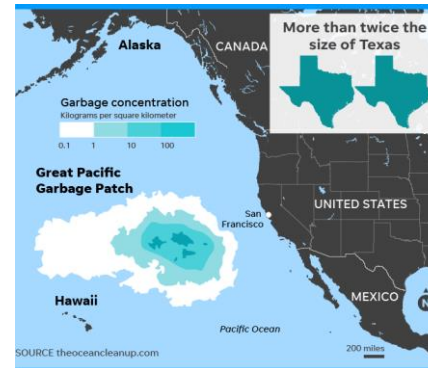 More than twice the
size of Texas
Alaska
CANADA
Garbage concentration
Kilograms per square kilometer
0.1 1 10 100
Great Pacific
Garbage Patch
San
Francisco
UNITED STATES
Hawaii
MEXICO
N
Pacific Ocean
SOURCE theoceancleanup.com
200 miles